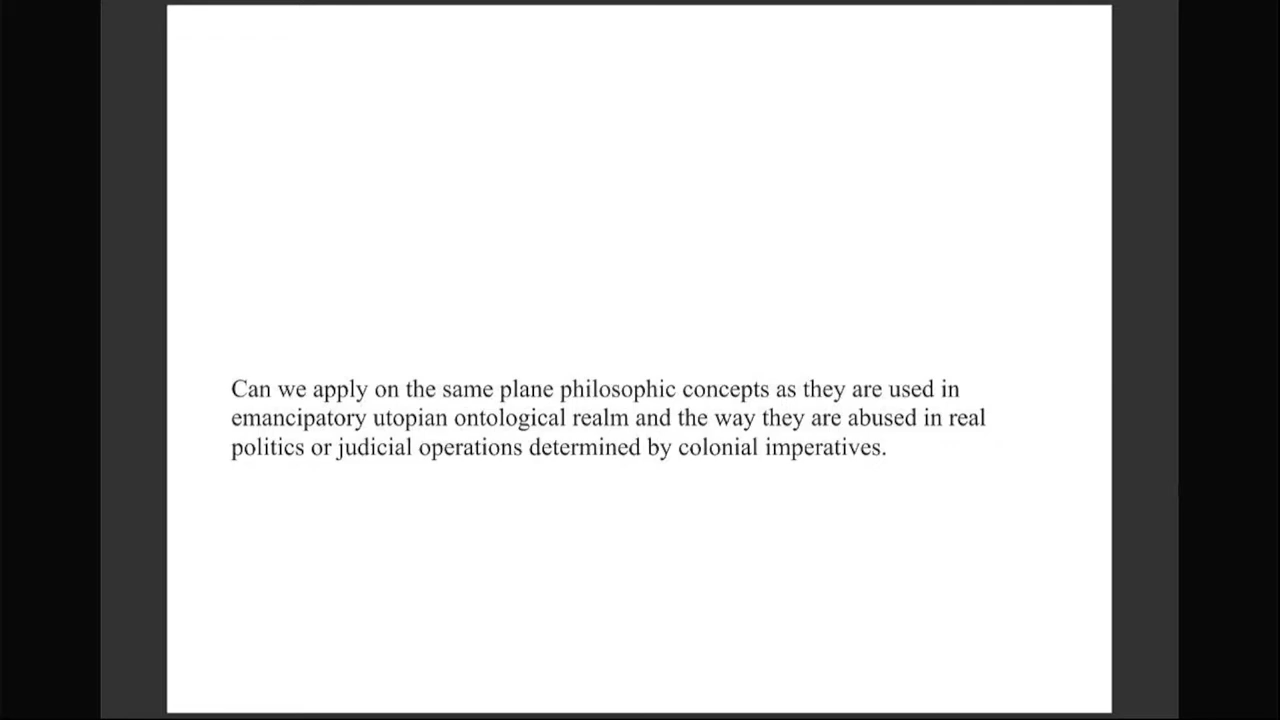 Can we apply on the same plane philosophic concepts as they are used in
emancipatory utopian ontological realm and the way they are abused in real
politics or judicial operations determined by colonial imperatives.